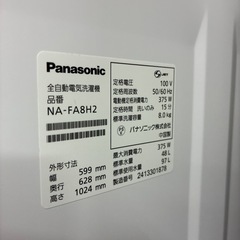 Panasonic
全自動電気洗濯機
品番
NA-FA8H2
外形寸法
幅 599 mm
奥行き 628 mm
高さ 1024 mm
定格電圧 100 V
定格周波数 50/60 Hz
電動機定格消費電力 375 W
定格時間 15 分
標準洗濯容量 8.0 kg
パナソニック株式会社
中国製
最大消費電力 375 W
標準水量 48 L
標準使用水量 97 L
2413301878